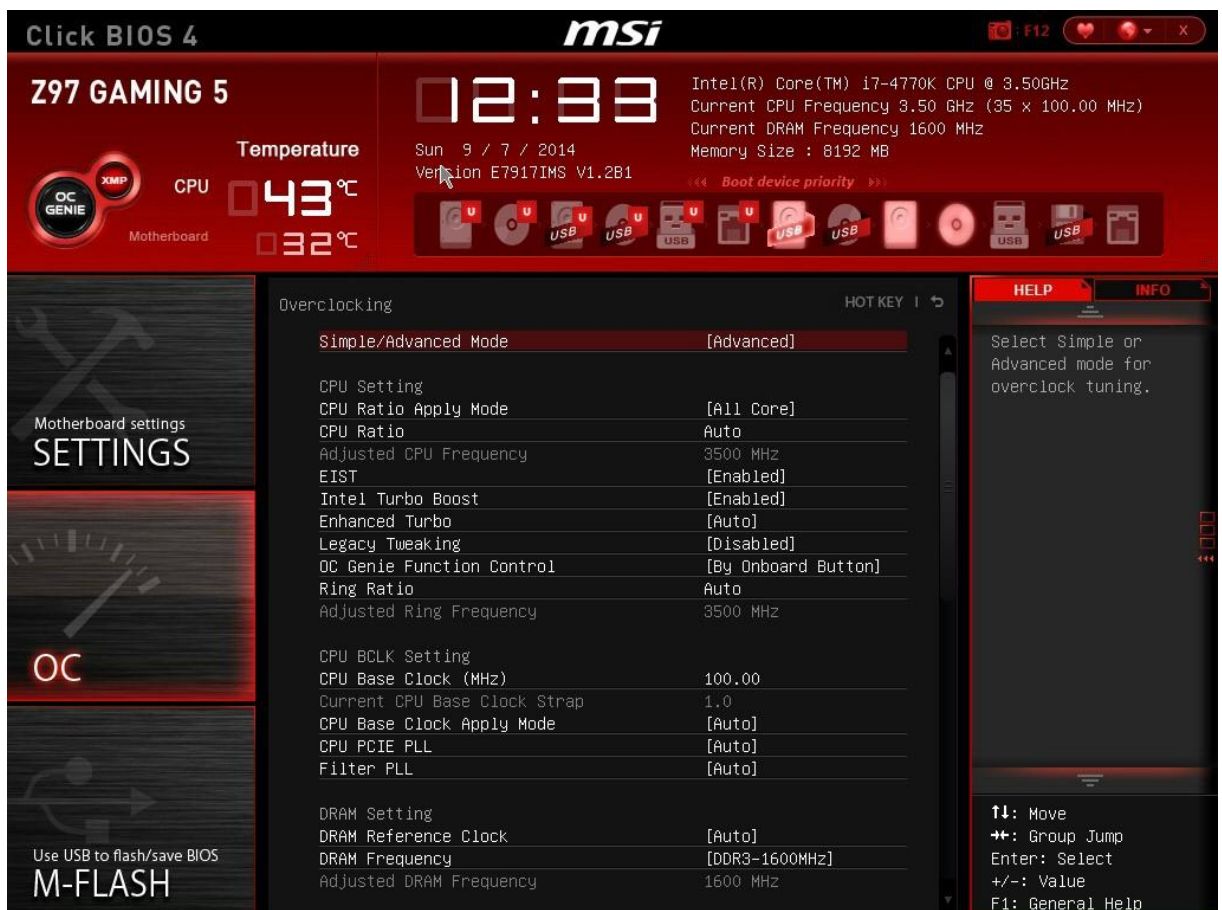 Click BIOS 4
msi
F12
X
Z97 GAMING 5
12:33
Intel(R) Core(TM) i7-4770K CPU @ 3.50GHz
Current CPU Frequency 3.50 GHz (35 x 100.00 MHz)
Current DRAM Frequency 1600 MHz
Memory Size : 8192 MB
Temperature
Sun 9 / 7 / 2014
Version E7917IMS V1.2B1
Boot device priority
OC GENIE
XMP
CPU 43°C
Motherboard 32°C
U U U USB U USB U USB U USB USB USB USB
HELP
INFO
Overclocking
HOT KEY
Simple/Advanced Mode [Advanced]
Select Simple or
Advanced mode for
overclock tuning.
CPU Setting
CPU Ratio Apply Mode [All Core]
CPU Ratio Auto
Adjusted CPU Frequency 3500 MHz
EIST [Enabled]
Intel Turbo Boost [Enabled]
Enhanced Turbo [Auto]
Legacy Tweaking [Disabled]
OC Genie Function Control [By Onboard Button]
Ring Ratio Auto
Adjusted Ring Frequency 3500 MHz
CPU BCLK Setting
CPU Base Clock (MHz) 100.00
Current CPU Base Clock Strap 1.0
CPU Base Clock Apply Mode [Auto]
CPU PCIE PLL [Auto]
Filter PLL [Auto]
DRAM Setting
DRAM Reference Clock [Auto]
DRAM Frequency [DDR3-1600MHz]
Adjusted DRAM Frequency 1600 MHz
Motherboard settings
SETTINGS
OC
Use USB to flash/save BIOS
M-FLASH
↑↓: Move
→←: Group Jump
Enter: Select
+/-: Value
F1: General Help